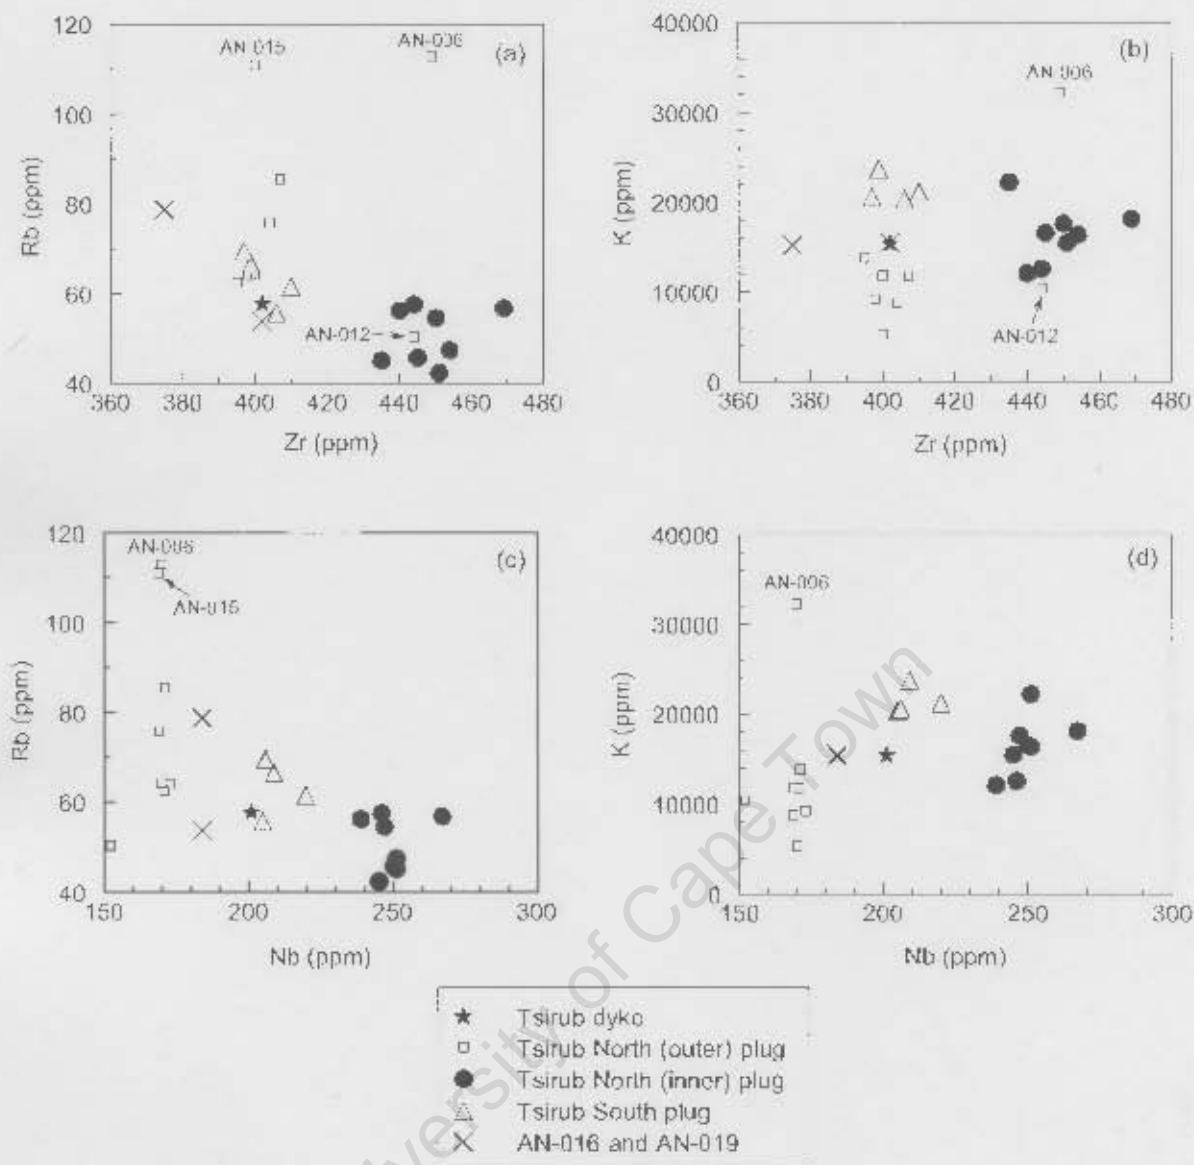 120
100
80
60
40
Rb (ppm)
AN-015
AN-006
(a)
AN-012
360 380 400 420 440 460 480
Zr (ppm)
40000
30000
20000
10000
0
K (ppm)
(b)
AN-006
AN-012
360 380 400 420 440 460 480
Zr (ppm)
120
100
80
60
40
Rb (ppm)
AN-006
(c)
AN-015
150 200 250 300
Nb (ppm)
40000
30000
20000
10000
0
K (ppm)
(d)
AN-006
150 200 250 300
Nb (ppm)
Tsirub dyke
Tsirub North (outer) plug
Tsirub North (inner) plug
Tsirub South plug
AN-016 and AN-019
University of Cape Town